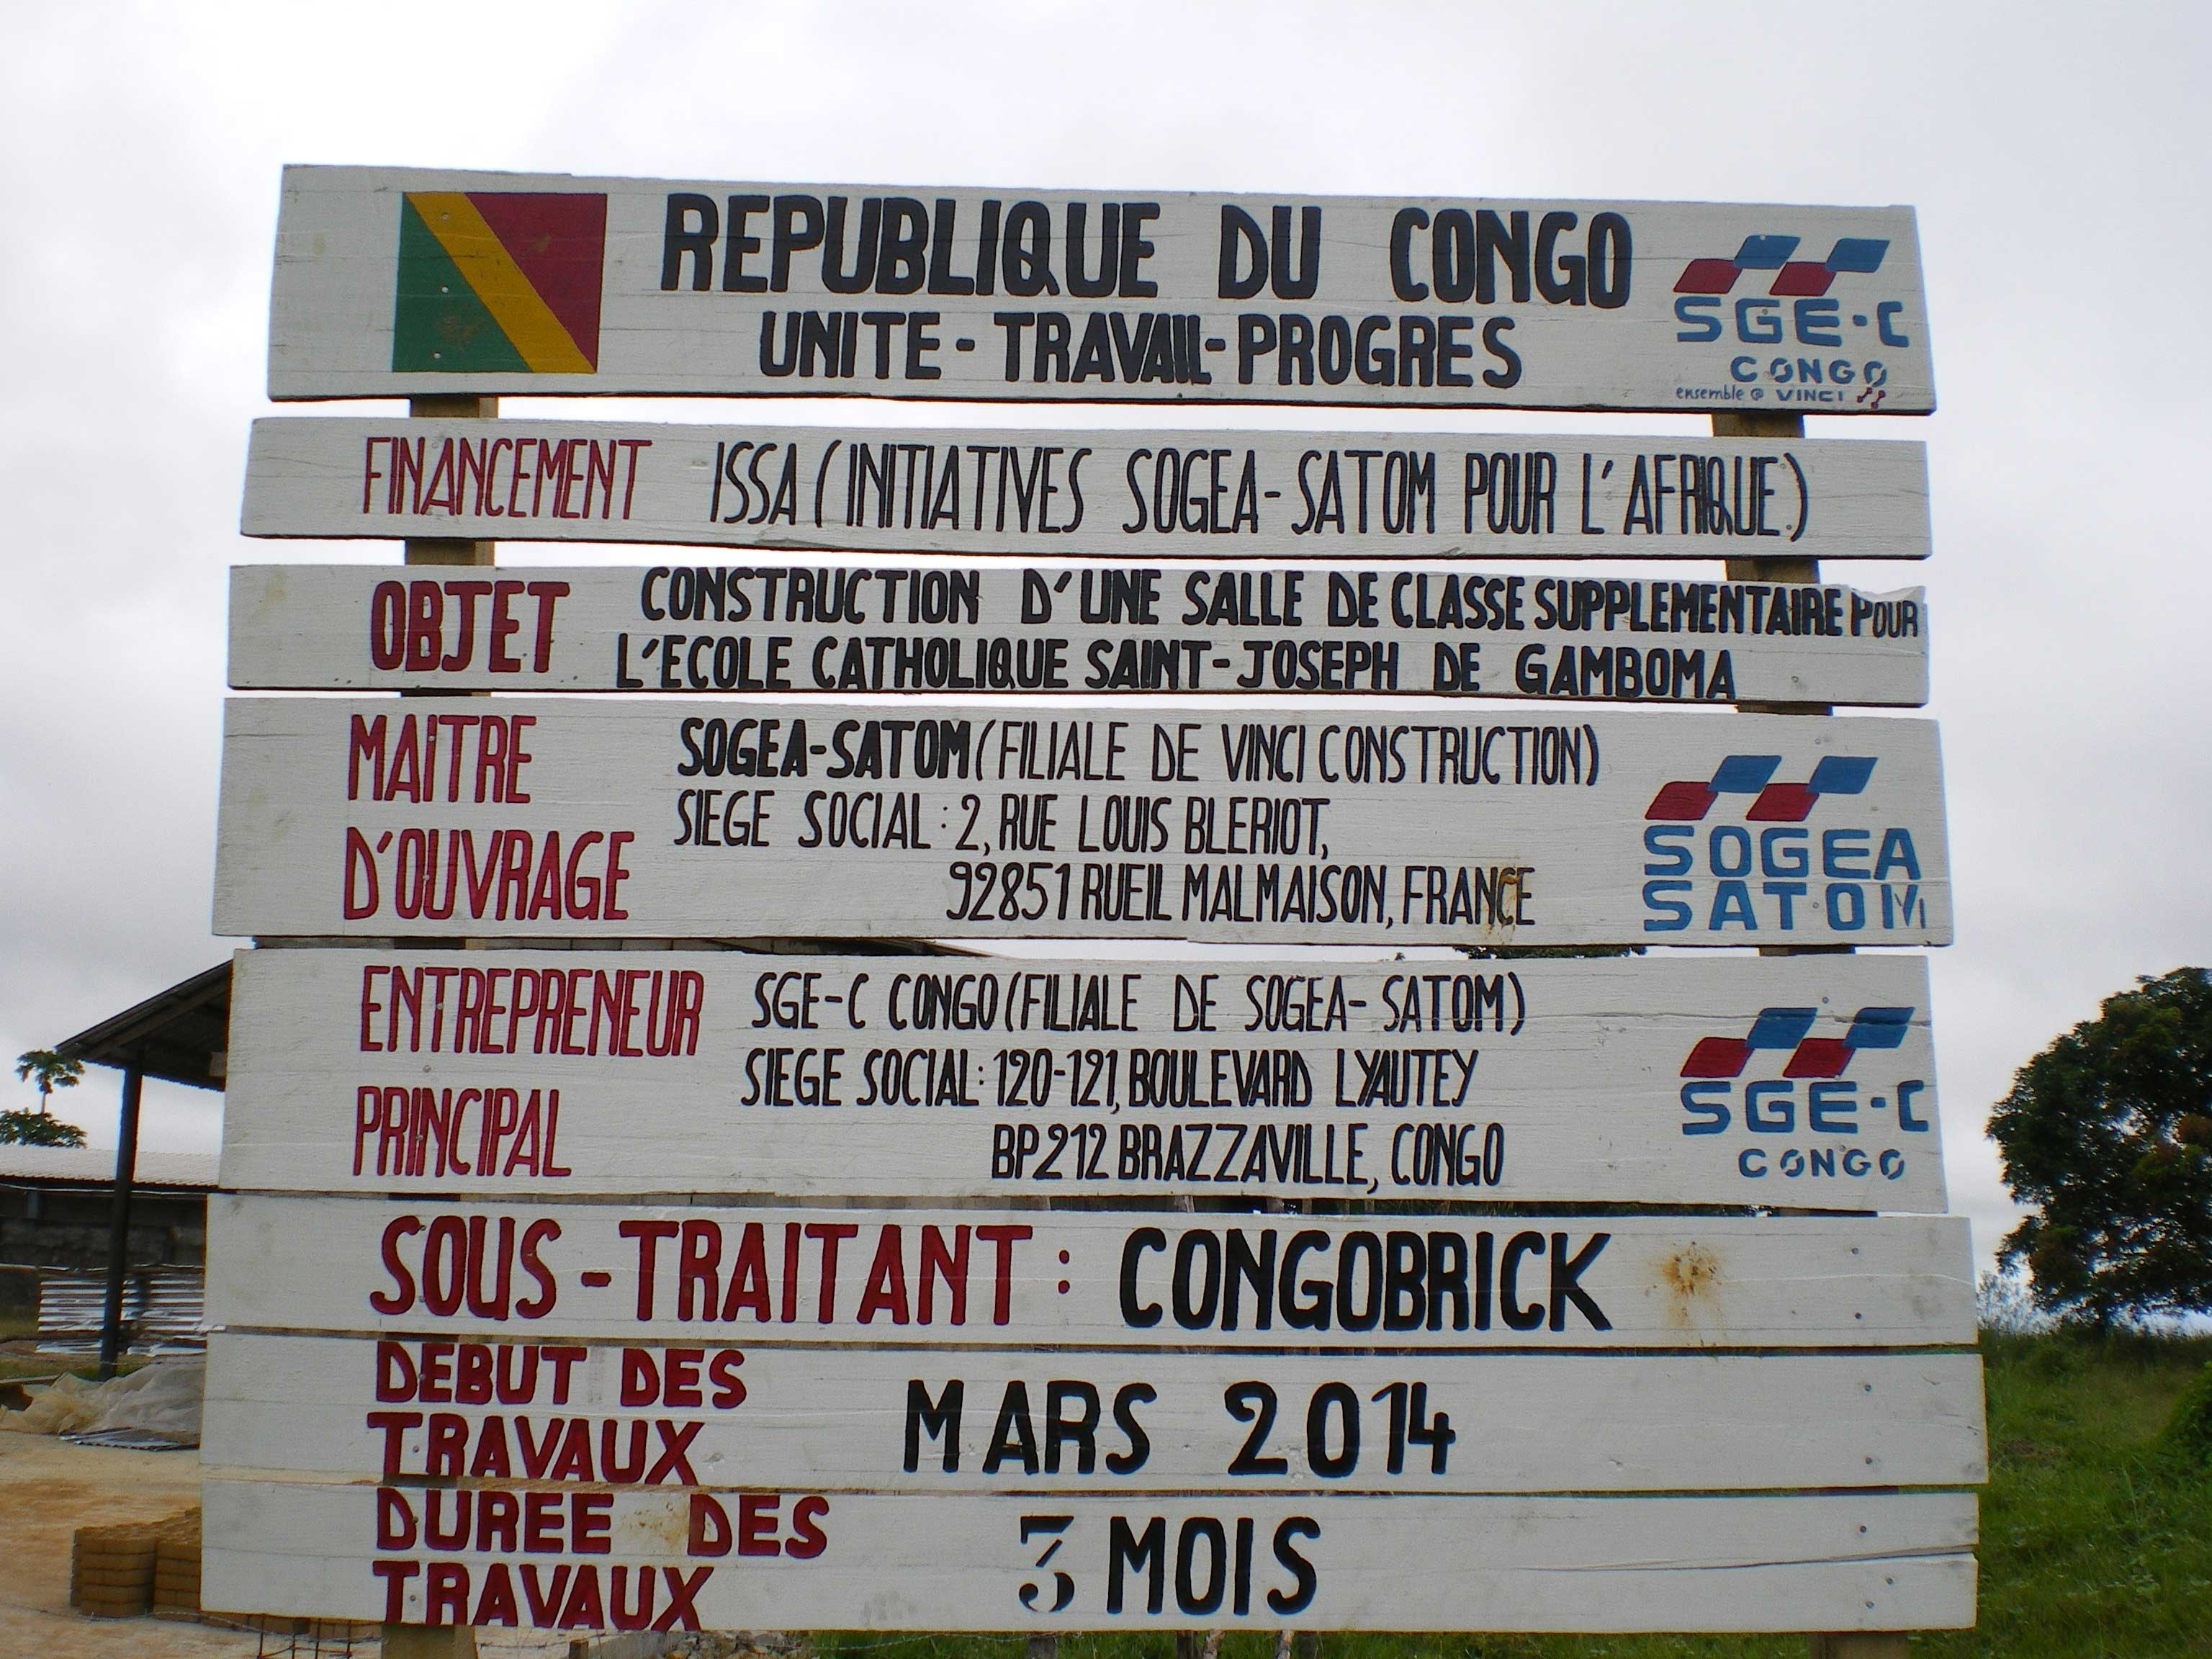 REPUBLIQUE DU CONGO
UNITE - TRAVAIL - PROGRES
SGE-C
CONGO
ensemble @ VINCI
FINANCEMENT ISSA (INITIATIVES SOGEA-SATOM POUR L'AFRIQUE)
OBJET CONSTRUCTION D'UNE SALLE DE CLASSE SUPPLEMENTAIRE POUR
L'ECOLE CATHOLIQUE SAINT-JOSEPH DE GAMBOMA
MAITRE
D'OUVRAGE
SOGEA-SATOM (FILIALE DE VINCI CONSTRUCTION)
SIEGE SOCIAL : 2, RUE LOUIS BLERIOT,
92851 RUEIL MALMAISON, FRANCE
SOGEA
SATOM
ENTREPRENEUR
PRINCIPAL
SGE-C CONGO (FILIALE DE SOGEA-SATOM)
SIEGE SOCIAL : 120-121, BOULEVARD LYAUTEY
BP212 BRAZZAVILLE, CONGO
SGE-C
CONGO
SOUS-TRAITANT : CONGOBRICK
DEBUT DES
TRAVAUX
MARS 2014
DUREE DES
TRAVAUX
3 MOIS